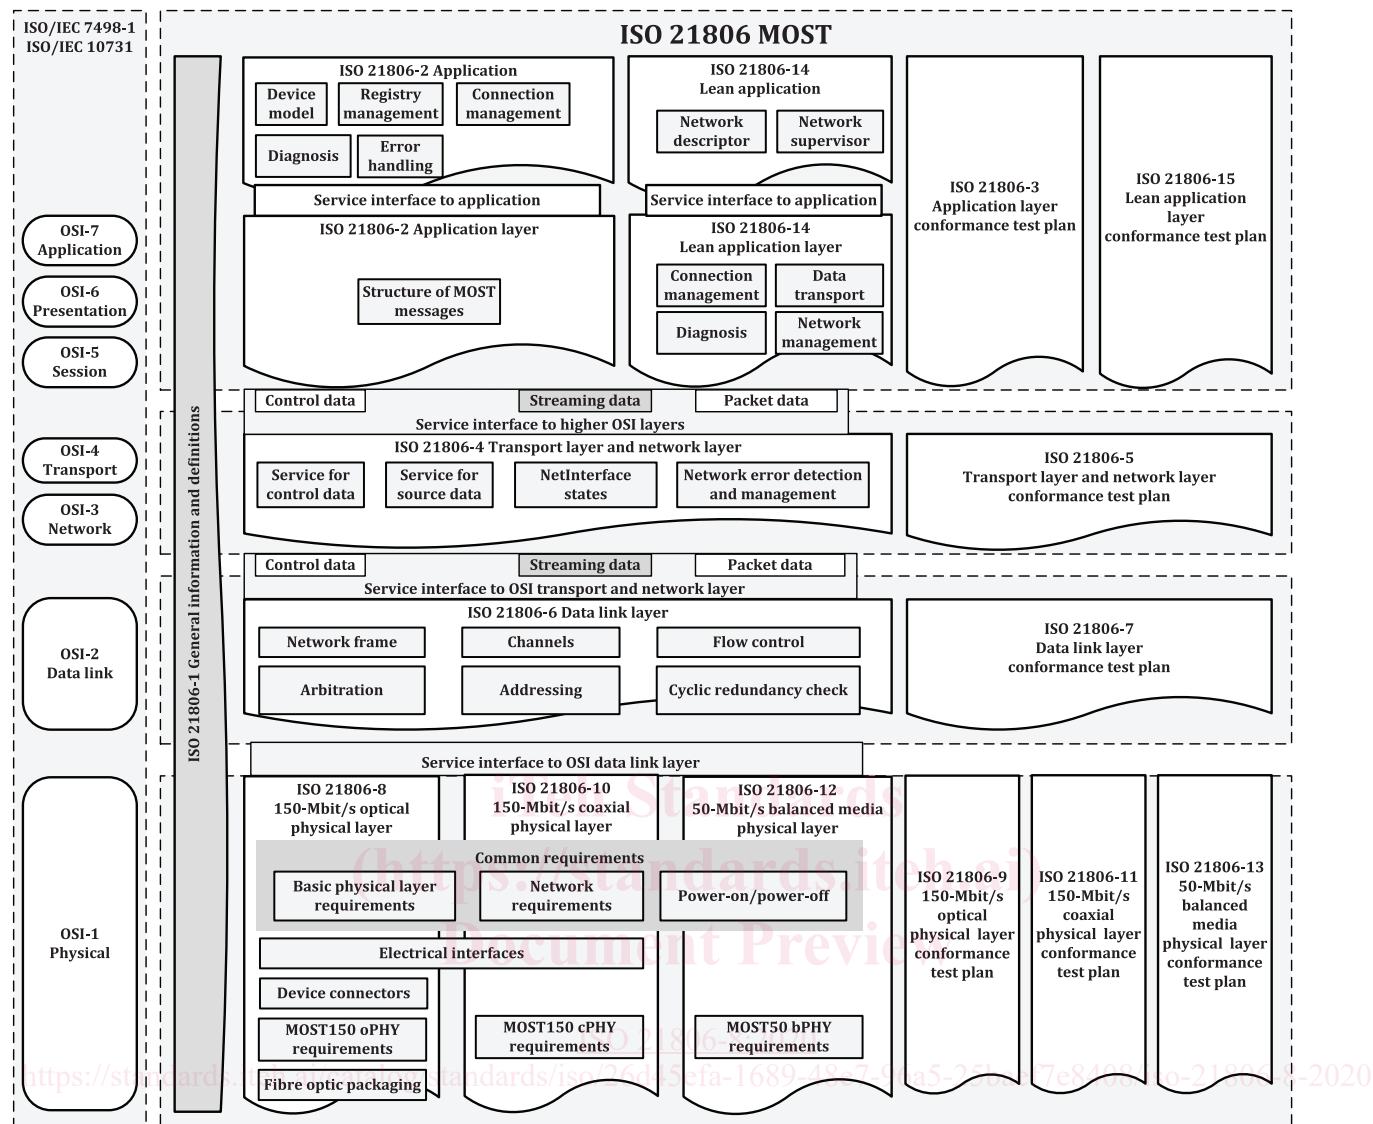 ISO/IEC 7498-1
ISO/IEC 10731
OSI-7
Application
OSI-6
Presentation
OSI-5
Session
OSI-4
Transport
OSI-3
Network
OSI-2
Data link
OSI-1
Physical
ISO 21806 MOST
ISO 21806-1 General information and definitions
ISO 21806-2 Application
Device
model
Registry
management
Connection
management
Diagnosis
Error
handling
Service interface to application
ISO 21806-2 Application layer
Structure of MOST
messages
ISO 21806-14
Lean application
Network
descriptor
Network
supervisor
Service interface to application
ISO 21806-14
Lean application layer
Connection
management
Data
transport
Diagnosis
Network
management
ISO 21806-3
Application layer
conformance test plan
ISO 21806-15
Lean application
layer
conformance test plan
Control data
Streaming data
Packet data
Service interface to higher OSI layers
ISO 21806-4 Transport layer and network layer
Service for
control data
Service for
source data
NetInterface
states
Network error detection
and management
ISO 21806-5
Transport layer and network layer
conformance test plan
Control data
Streaming data
Packet data
Service interface to OSI transport and network layer
ISO 21806-6 Data link layer
Network frame
Channels
Flow control
Arbitration
Addressing
Cyclic redundancy check
ISO 21806-7
Data link layer
conformance test plan
Service interface to OSI data link layer
ISO 21806-8
150-Mbit/s optical
physical layer
ISO 21806-10
150-Mbit/s coaxial
physical layer
ISO 21806-12
50-Mbit/s balanced media
physical layer
Common requirements
Basic physical layer
requirements
Network
requirements
Power-on/power-off
Electrical interfaces
Device connectors
MOST150 oPHY
requirements
MOST150 cPHY
requirements
MOST50 bPHY
requirements
Fibre optic packaging
ISO 21806-9
150-Mbit/s
optical
physical layer
conformance
test plan
ISO 21806-11
150-Mbit/s
coaxial
physical layer
conformance
test plan
ISO 21806-13
50-Mbit/s
balanced
media
physical layer
conformance
test plan
iTeh Standards
(https://standards.iteh.ai)
Document Preview
ISO 21806-8:2020